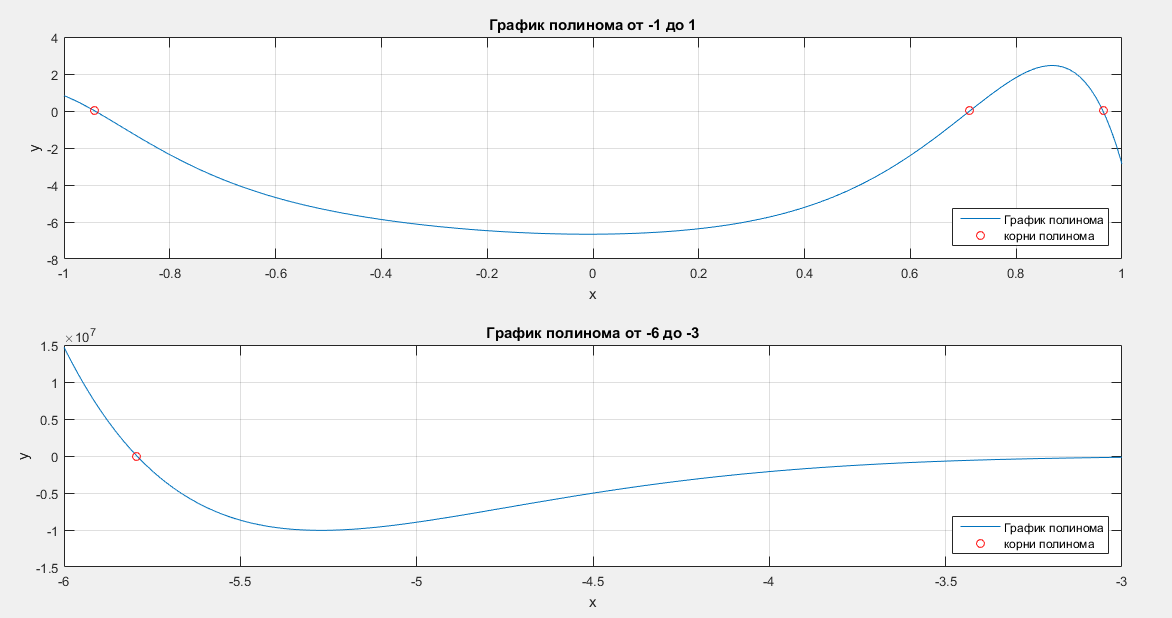 График полинома от -1 до 1
4
2
0
-2
-4
-6
-8
y
-1 -0.8 -0.6 -0.4 -0.2 0 0.2 0.4 0.6 0.8 1
x
График полинома
корни полинома
График полинома от -6 до -3
×10^7
1.5
1
0.5
0
-0.5
-1
-1.5
y
-6 -5.5 -5 -4.5 -4 -3.5 -3
x
График полинома
корни полинома